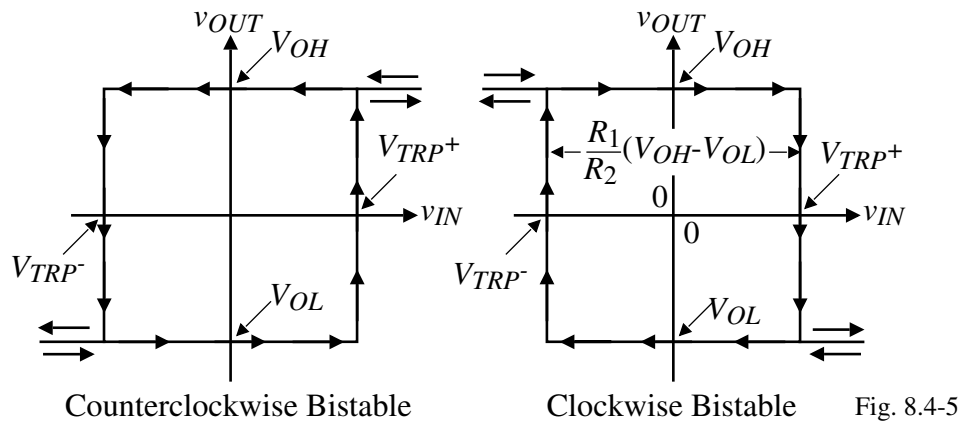 vOUT
VOH
VTRP+
vIN
VTRP-
VOL
Counterclockwise Bistable
vOUT
VOH
R1
R2
(VOH-VOL)
VTRP+
0
0
vIN
VTRP-
VOL
Clockwise Bistable
Fig. 8.4-5